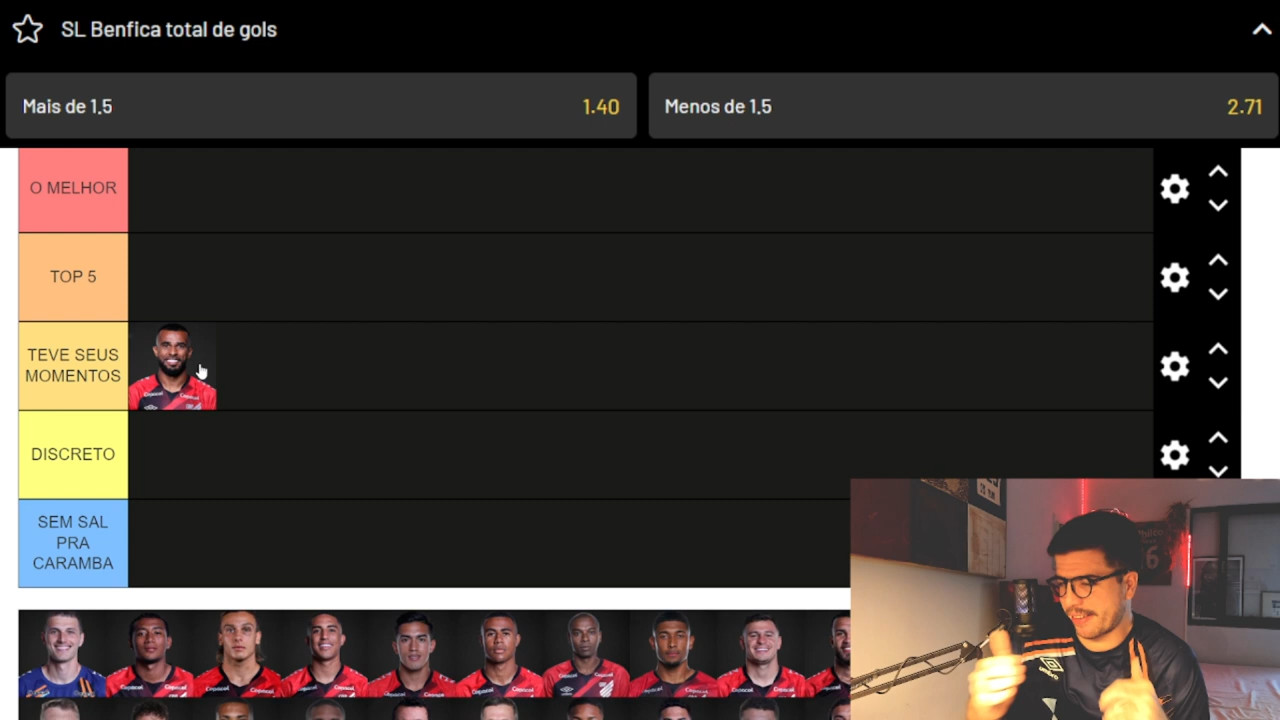 SL Benfica total de gols
Mais de 1.5
1.40
Menos de 1.5
2.71
O MELHOR
TOP 5
TEVE SEUS
MOMENTOS
DISCRETO
SEM SAL
PRA
CARAMBA
6